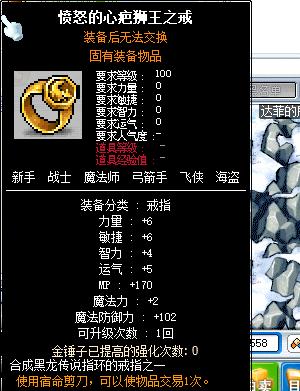 愤怒的心疤狮王之戒
装备后无法交换
固有装备物品
要求等级： 100
要求力量： 0
要求敏捷： 0
要求智力： 0
要求运气： 0
要求人气度： -
道具等级： -
道具经验值： -
新手 战士 魔法师 弓箭手 飞侠 海盗
装备分类：戒指
力量：+6
敏捷：+6
智力：+4
运气：+5
MP：+170
魔法力：+2
魔法防御力：+102
可升级次数：1回
金锤子已提高的强化次数: 0
合成黑龙传说指环的戒指之一
使用宿命剪刀，可以使物品交易1次。
达菲的
658